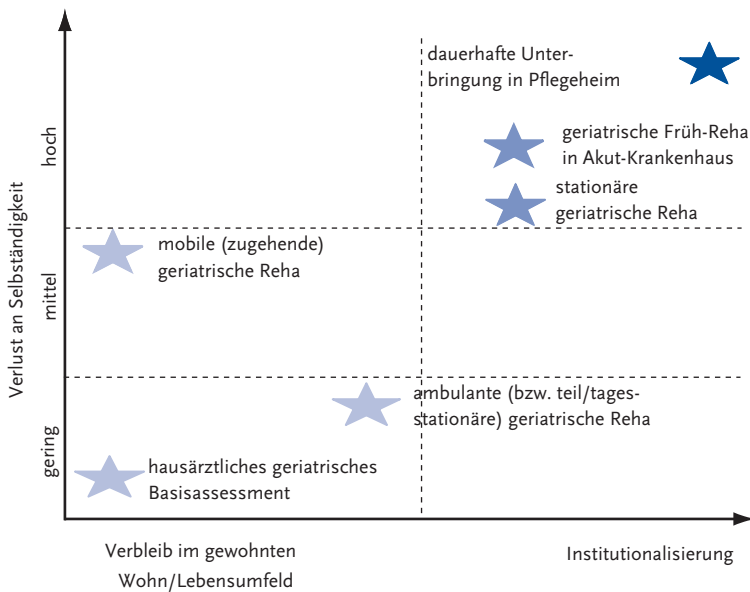 dauerhafte Unter-
bringung in Pflegeheim
geriatrische Früh-Reha
in Akut-Krankenhaus
stationäre
geriatrische Reha
mobile (zugehende)
geriatrische Reha
ambulante (bzw. teil/tages-
stationäre) geriatrische Reha
hausärztliches geriatrisches
Basisassessment
Verlust an Selbständigkeit
hoch
mittel
gering
Verbleib im gewohnten
Wohn/Lebensumfeld
Institutionalisierung